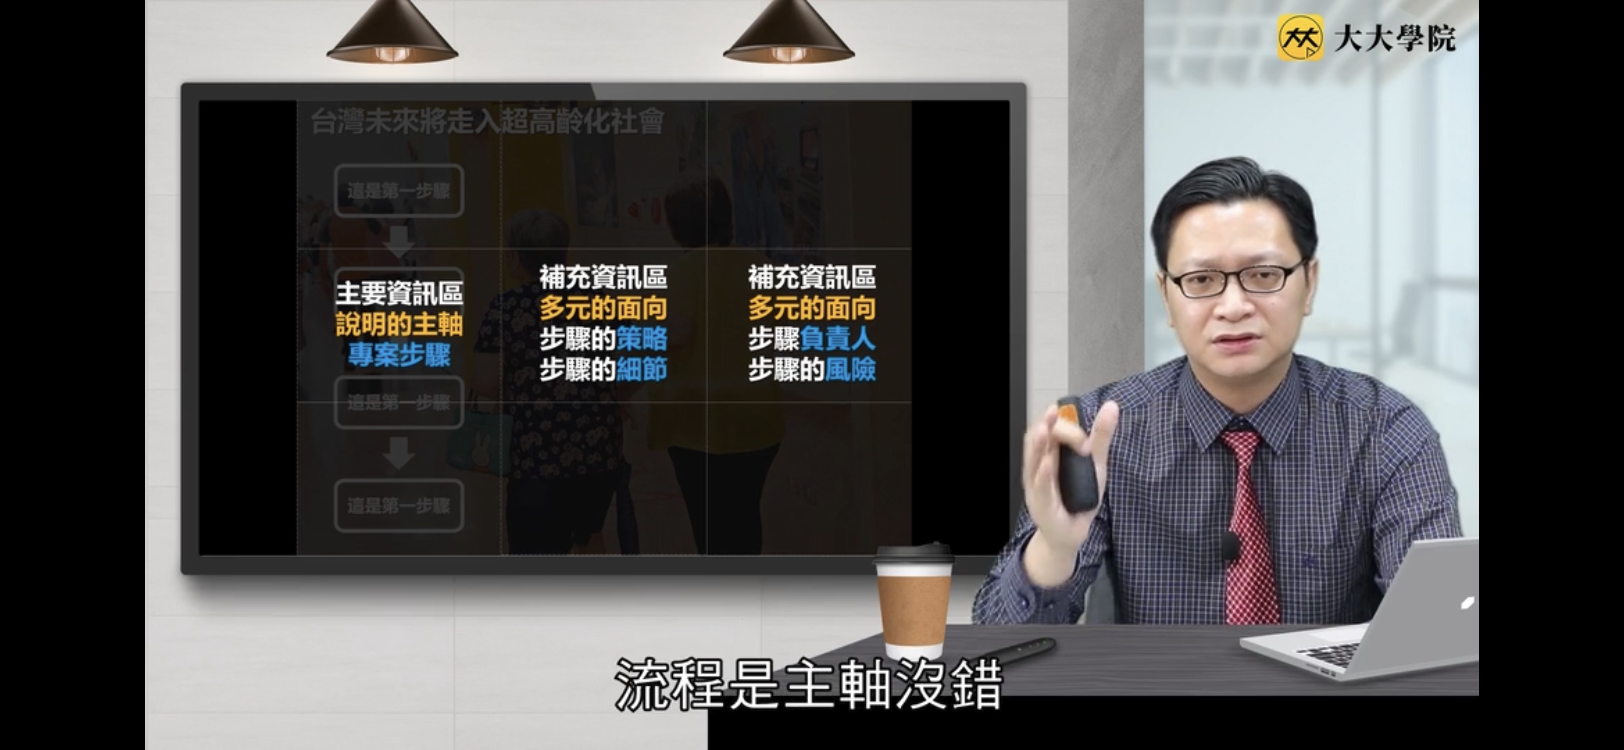 大大學院
台灣未來將走入超高齡化社會
這是第一步驟
主要資訊區
說明的主軸
專案步驟
這是第一步驟
這是第一步驟
補充資訊區
多元的面向
步驟的策略
步驟的細節
補充資訊區
多元的面向
步驟負責人
步驟的風險
流程是主軸沒錯